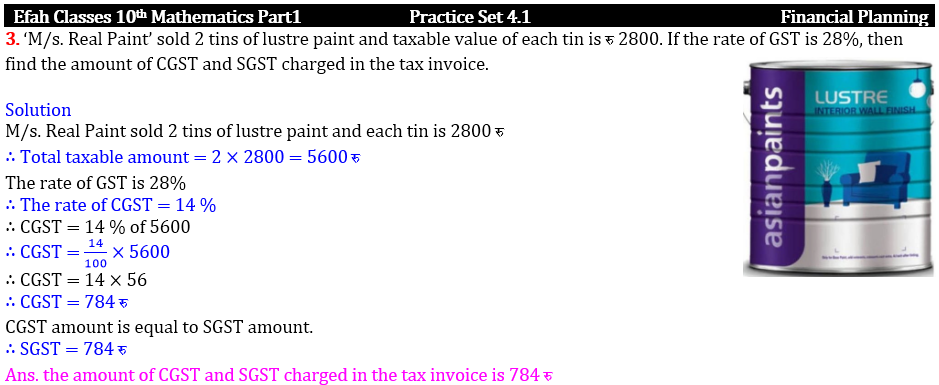 Efah Classes 10th Mathematics Part1 Practice Set 4.1 Financial Planning
3. ‘M/s. Real Paint’ sold 2 tins of lustre paint and taxable value of each tin is रु 2800. If the rate of GST is 28%, then
find the amount of CGST and SGST charged in the tax invoice.
Solution
M/s. Real Paint sold 2 tins of lustre paint and each tin is 2800 रु
∴ Total taxable amount = 2 × 2800 = 5600 रु
The rate of GST is 28%
∴ The rate of CGST = 14 %
∴ CGST = 14 % of 5600
∴ CGST = 14/100 × 5600
∴ CGST = 14 × 56
∴ CGST = 784 रु
CGST amount is equal to SGST amount.
∴ SGST = 784 रु
Ans. the amount of CGST and SGST charged in the tax invoice is 784 रु
asianpaints
LUSTRE
INTERIOR WALL FINISH